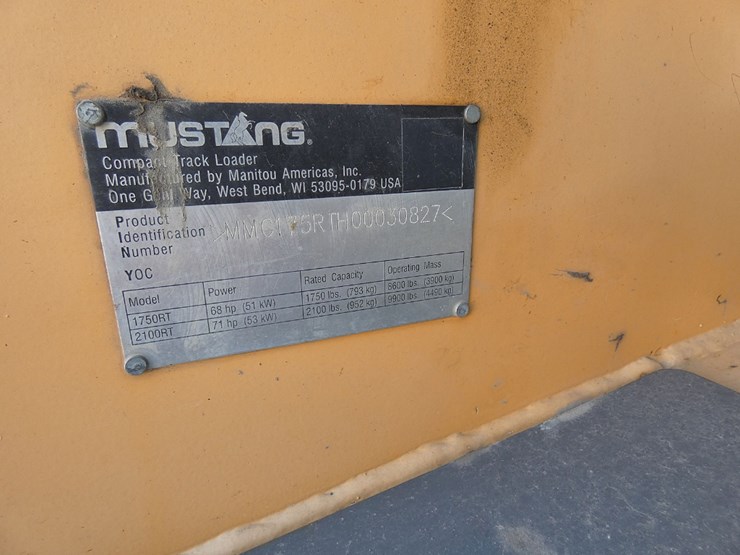 MUSTANG®
Compact Track Loader
Manufactured by Manitou Americas, Inc.
One Gehl Way, West Bend, WI 53095-0179 USA
Product
Identification >MMC1750RTH00030827<
Number
YOC
Model Power Rated Capacity Operating Mass
1750RT 68 hp (51 kW) 1750 lbs. (793 kg) 8600 lbs. (3900 kg)
2100RT 71 hp (53 kW) 2100 lbs. (952 kg) 9900 lbs. (4490 kg)